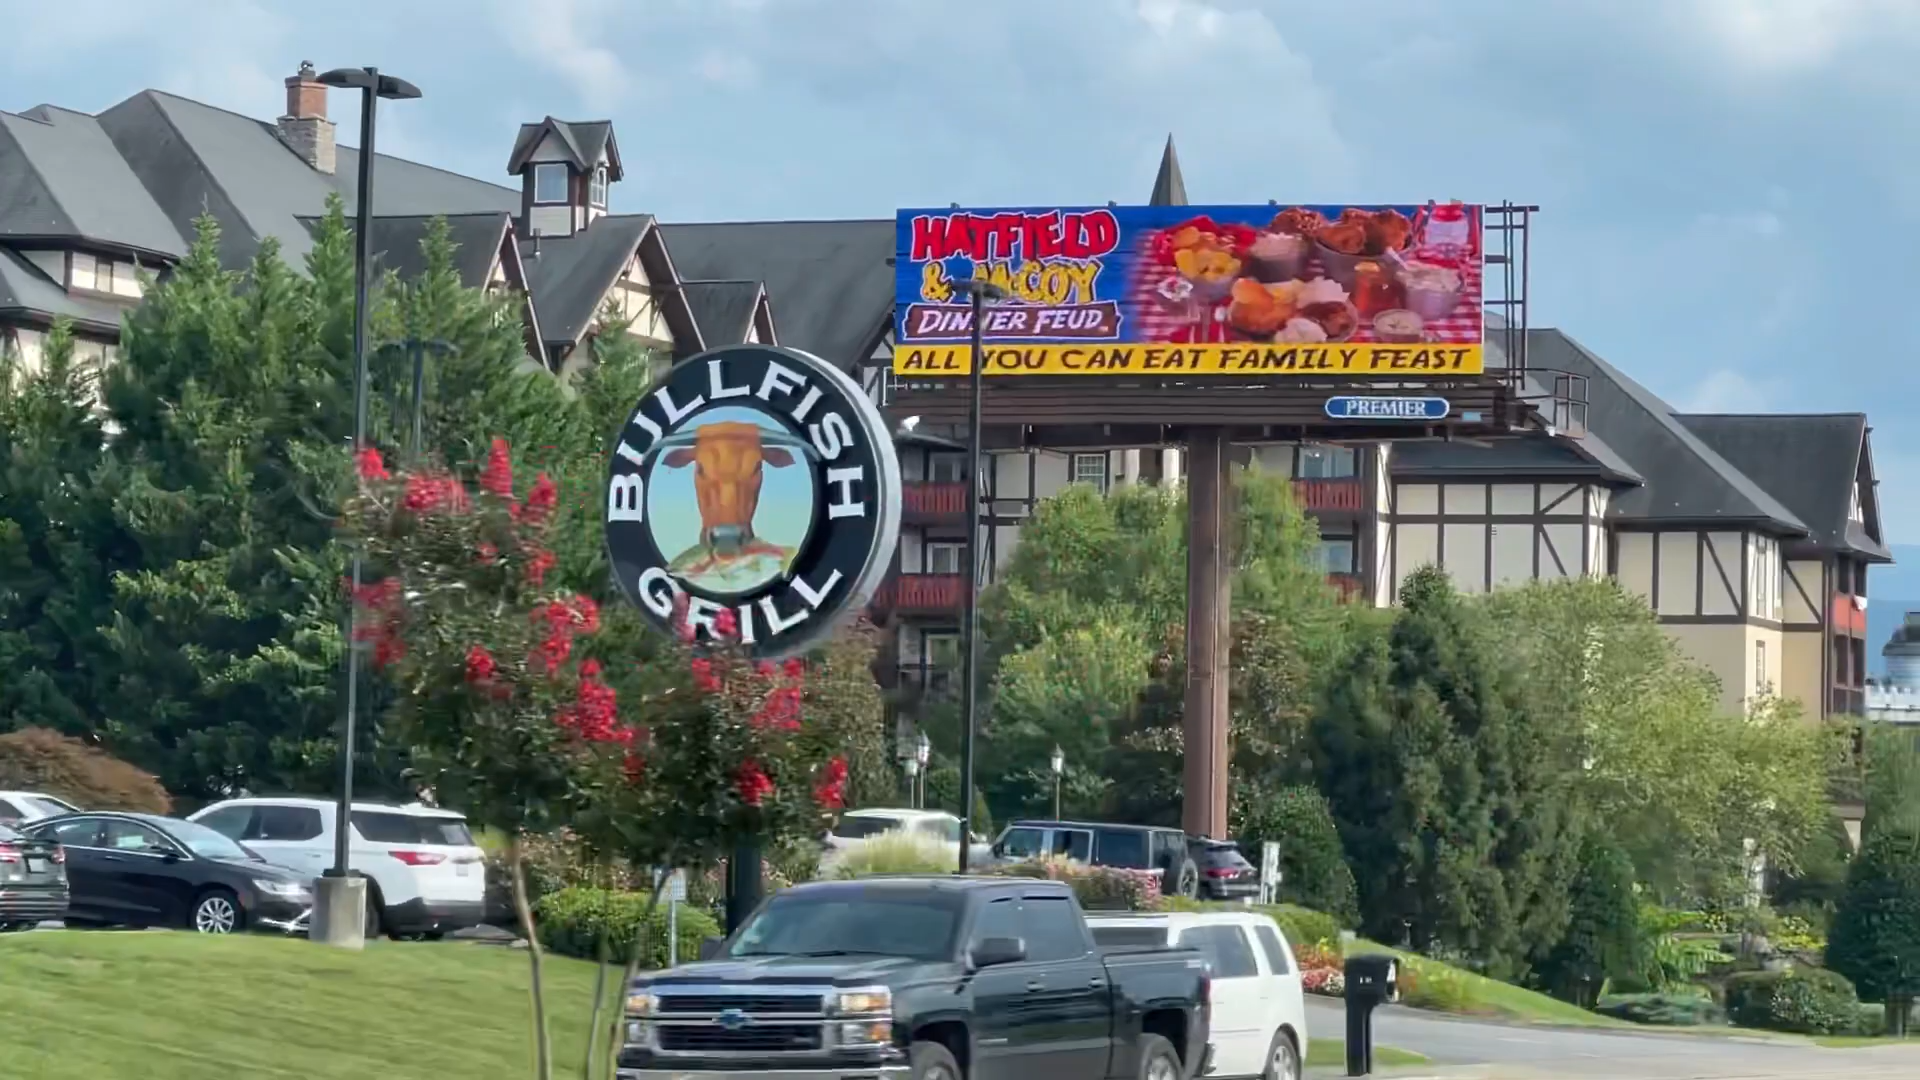 HATFIELD
& McCOY
DINNER FEUD
ALL YOU CAN EAT FAMILY FEAST
PREMIER
BULLFISH
GRILL